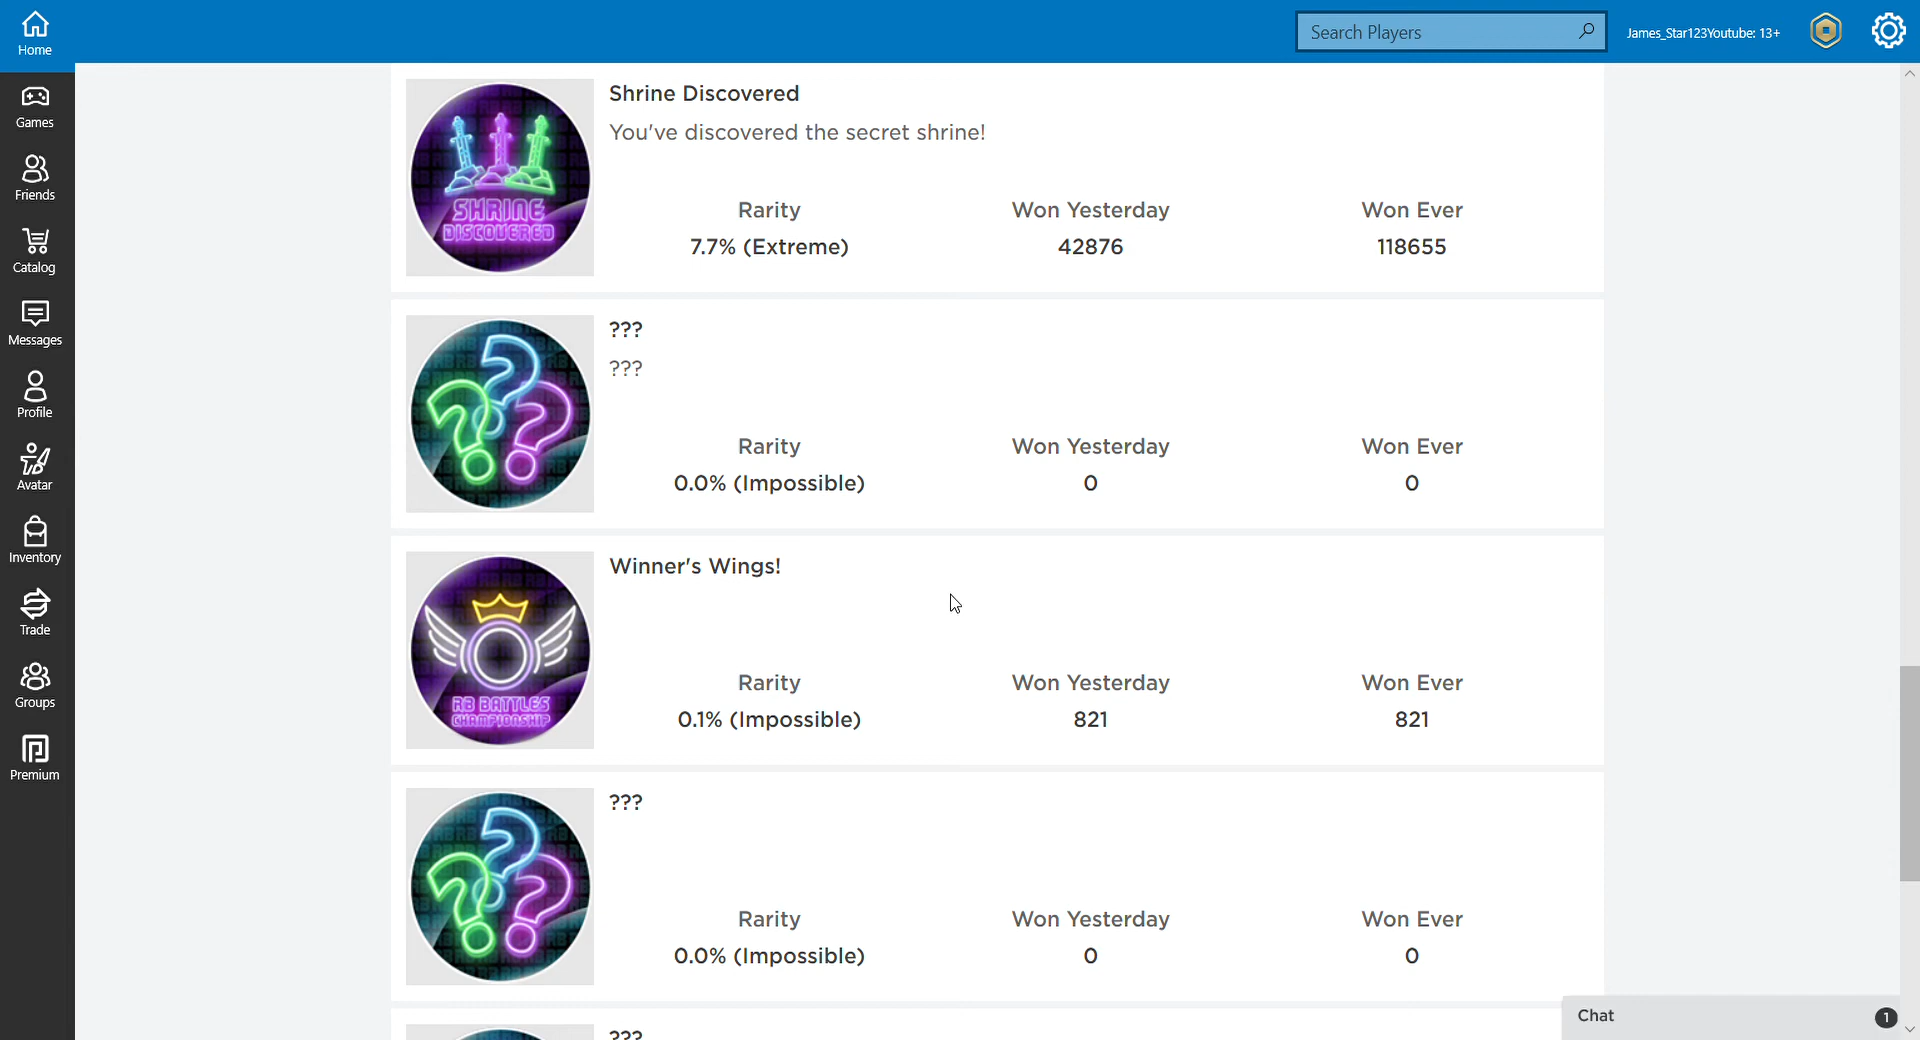 Home
Search Players
James_Star123Youtube: 13+
Games
Friends
Catalog
Messages
Profile
Avatar
Inventory
Trade
Groups
Premium
SHRINE
DISCOVERED
Shrine Discovered
You've discovered the secret shrine!
Rarity Won Yesterday Won Ever
7.7% (Extreme) 42876 118655
???
???
???
Rarity Won Yesterday Won Ever
0.0% (Impossible) 0 0
RB BATTLES
CHAMPIONSHIP
Winner's Wings!
Rarity Won Yesterday Won Ever
0.1% (Impossible) 821 821
???
???
Rarity Won Yesterday Won Ever
0.0% (Impossible) 0 0
???
Chat 1